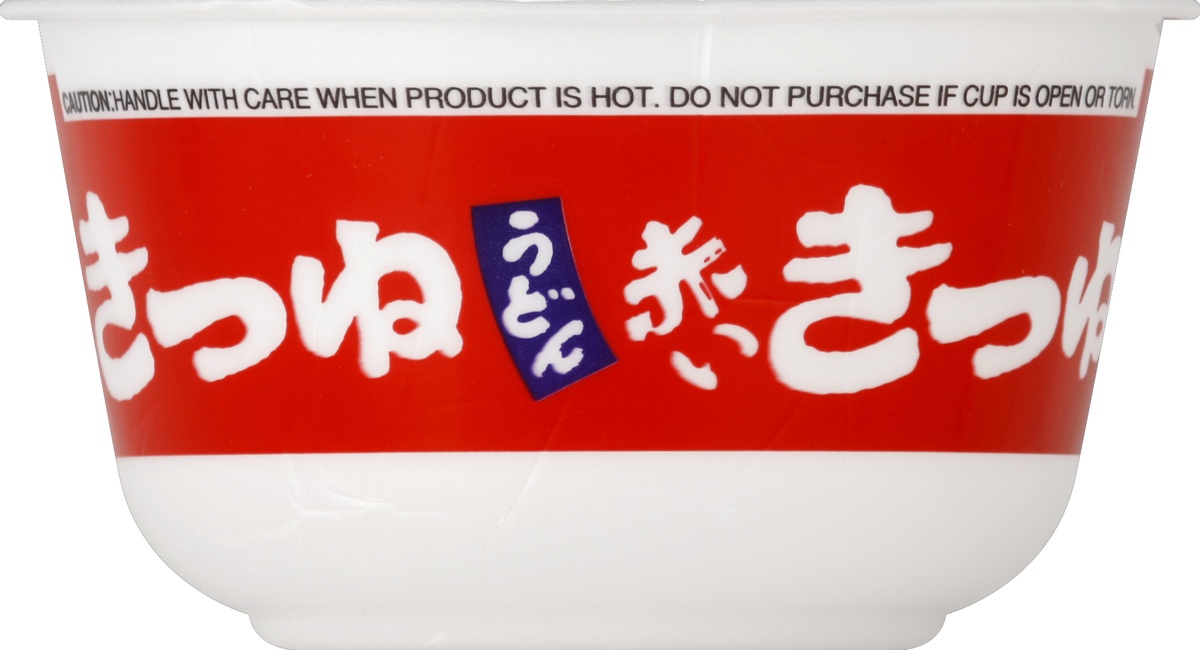 CAUTION:HANDLE WITH CARE WHEN PRODUCT IS HOT. DO NOT PURCHASE IF CUP IS OPEN OR TORN.
きつね うどん 赤い きつね